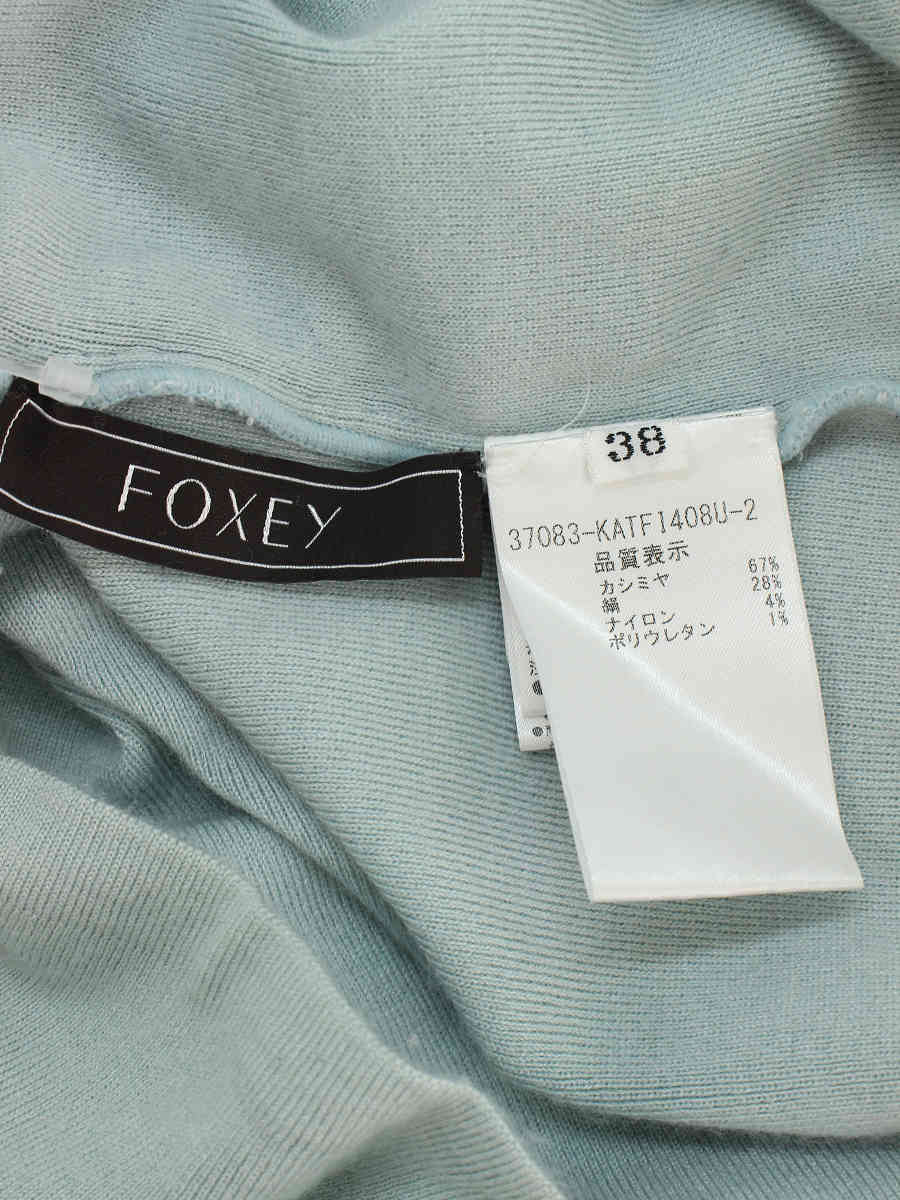 FOXEY
38
37083-KATFI408U-2
品質表示
カシミヤ 67%
絹 28%
ナイロン 4%
ポリウレタン 1%